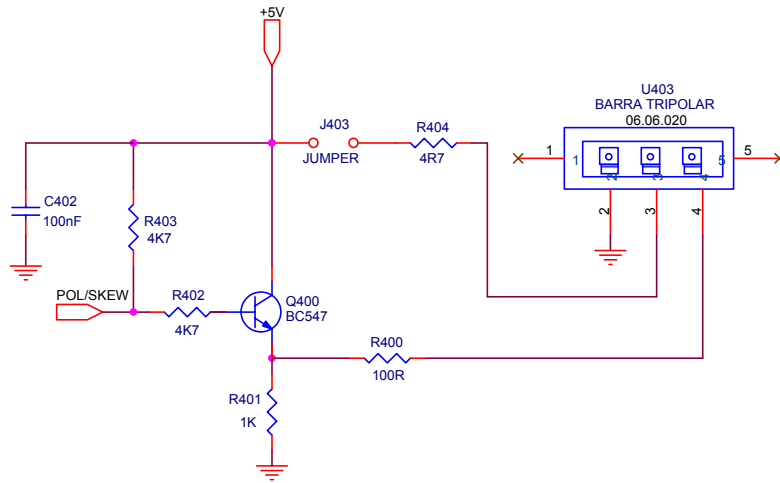 +5V
U403
BARRA TRIPOLAR
06.06.020
J403
JUMPER
R404
4R7
1
1
2
3
4
5
5
2
3
4
C402
100nF
R403
4K7
POL/SKEW
R402
4K7
Q400
BC547
R400
100R
R401
1K